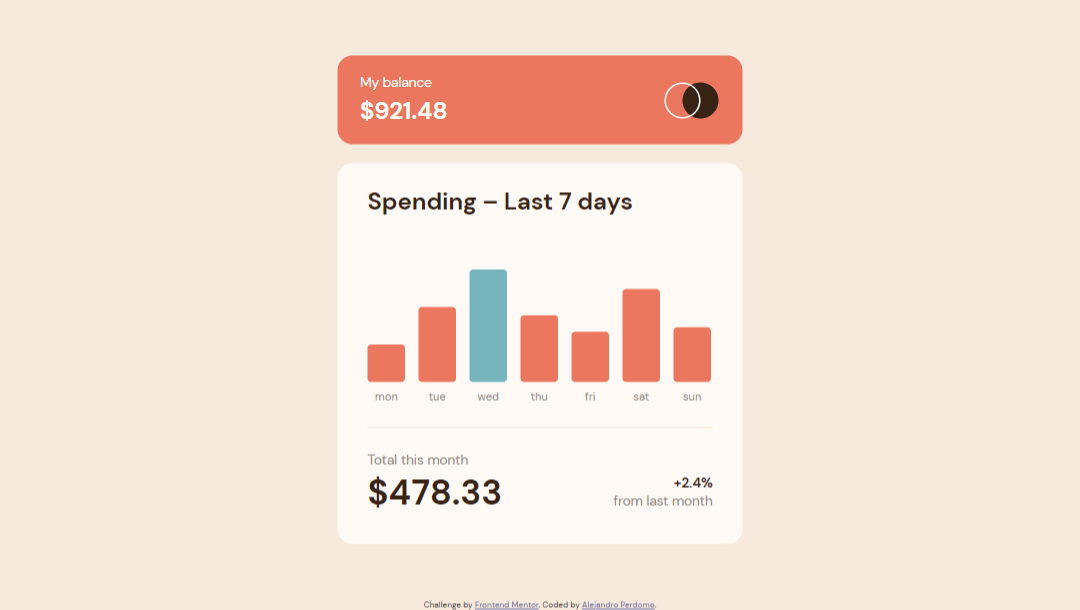 My balance
$921.48
Spending – Last 7 days
mon tue wed thu fri sat sun
Total this month
$478.33
+2.4%
from last month
Challenge by Frontend Mentor. Coded by Alejandro Perdomo.